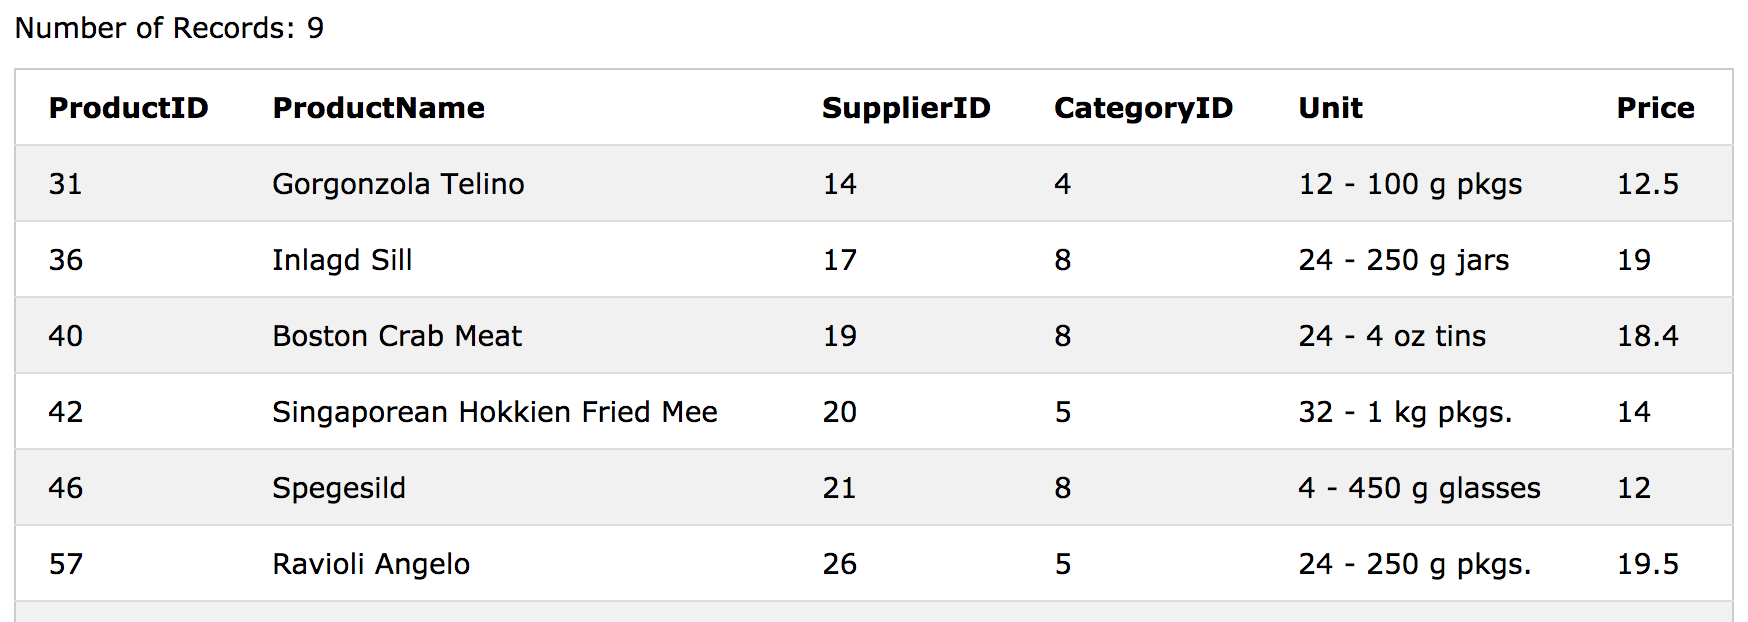 Number of Records: 9
ProductID ProductName SupplierID CategoryID Unit Price
31 Gorgonzola Telino 14 4 12 - 100 g pkgs 12.5
36 Inlagd Sill 17 8 24 - 250 g jars 19
40 Boston Crab Meat 19 8 24 - 4 oz tins 18.4
42 Singaporean Hokkien Fried Mee 20 5 32 - 1 kg pkgs. 14
46 Spegesild 21 8 4 - 450 g glasses 12
57 Ravioli Angelo 26 5 24 - 250 g pkgs. 19.5